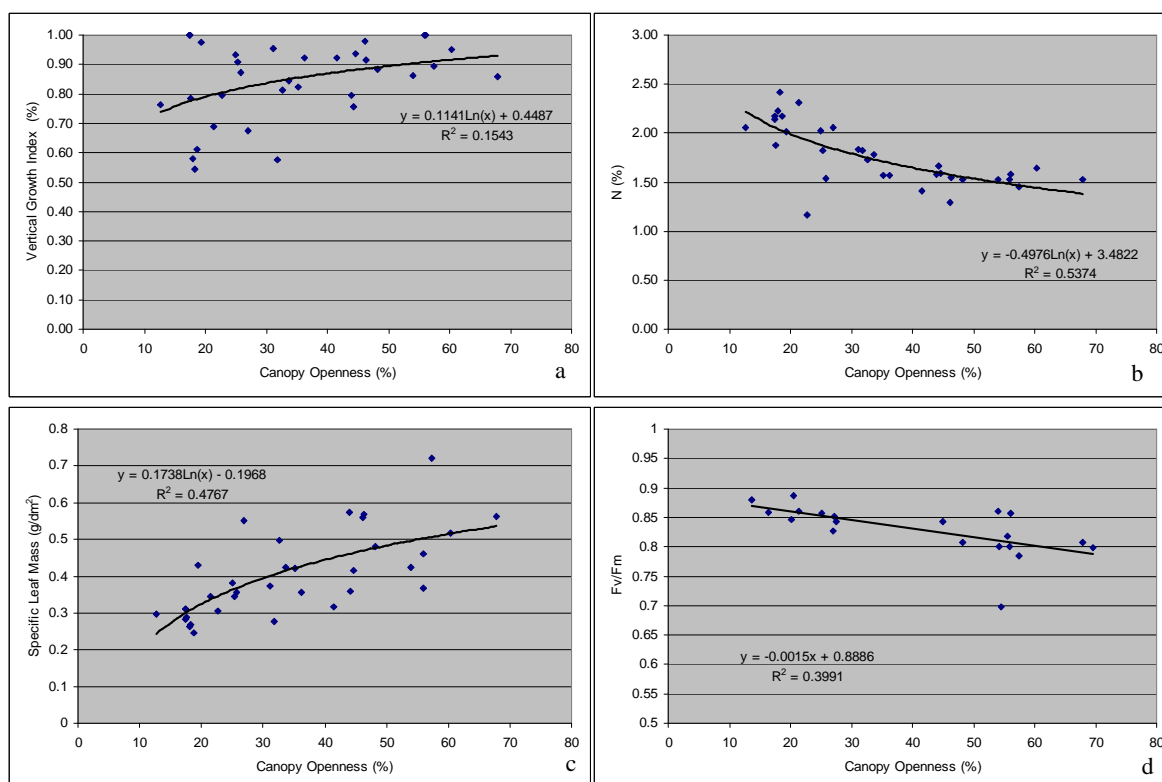 1.00
0.90
0.80
0.70
0.60
0.50
0.40
0.30
0.20
0.10
0.00
Vertical Growth Index (%)
y = 0.1141Ln(x) + 0.4487
R² = 0.1543
0 10 20 30 40 50 60 70 80
Canopy Openness (%)
a
3.00
2.50
2.00
1.50
1.00
0.50
0.00
N (%)
y = -0.4976Ln(x) + 3.4822
R² = 0.5374
0 10 20 30 40 50 60 70 80
Canopy Openness (%)
b
0.8
0.7
0.6
0.5
0.4
0.3
0.2
0.1
0
Specific Leaf Mass (g/dm²)
y = 0.1738Ln(x) - 0.1968
R² = 0.4767
0 10 20 30 40 50 60 70 80
Canopy Openness (%)
c
1
0.95
0.9
0.85
0.8
0.75
0.7
0.65
0.6
0.55
0.5
Fv/Fm
y = -0.0015x + 0.8886
R² = 0.3991
0 10 20 30 40 50 60 70 80
Canopy Openness (%)
d